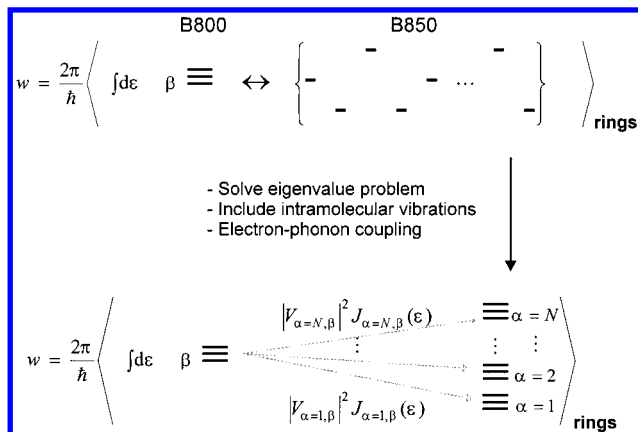 B800 B850
w = 2π/ħ ⟨ ∫dε β ↔ { ... } ⟩ rings
- Solve eigenvalue problem
- Include intramolecular vibrations
- Electron-phonon coupling
|V_{α=N,β}|² J_{α=N,β}(ε) α = N
⋮ ⋮ ⋮
w = 2π/ħ ⟨ ∫dε β α = 2
|V_{α=1,β}|² J_{α=1,β}(ε) α = 1 ⟩ rings